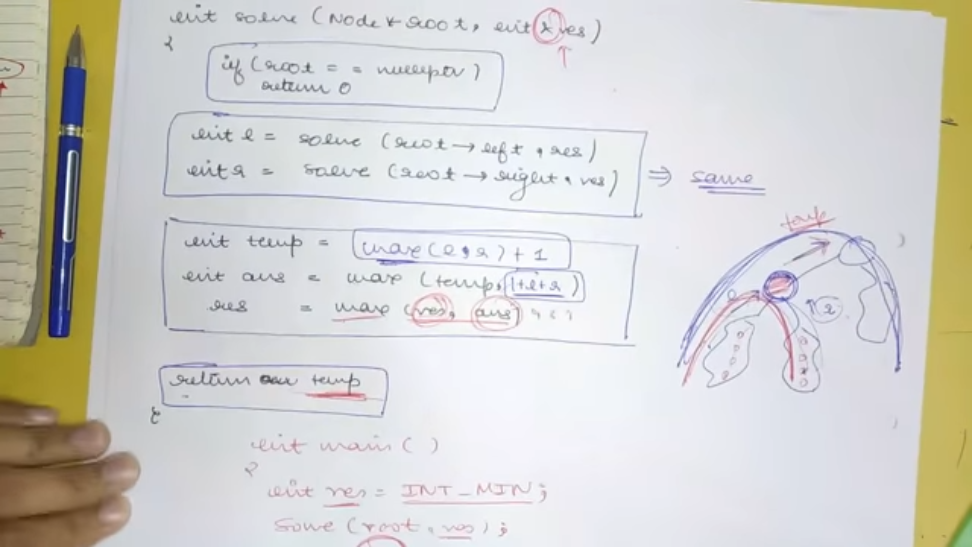 int solve (Node * root, int & res)
{
if (root == nullptr)
return 0
int l = solve (root → left, res)
int r = solve (root → right, res) ⇒ same
int temp = max (l, r) + 1
int ans = max (temp, 1+l+r)
res = max (res, ans);
return temp
}
int main ( )
{
int res = INT_MIN;
solve (root, res);
temp
l
r